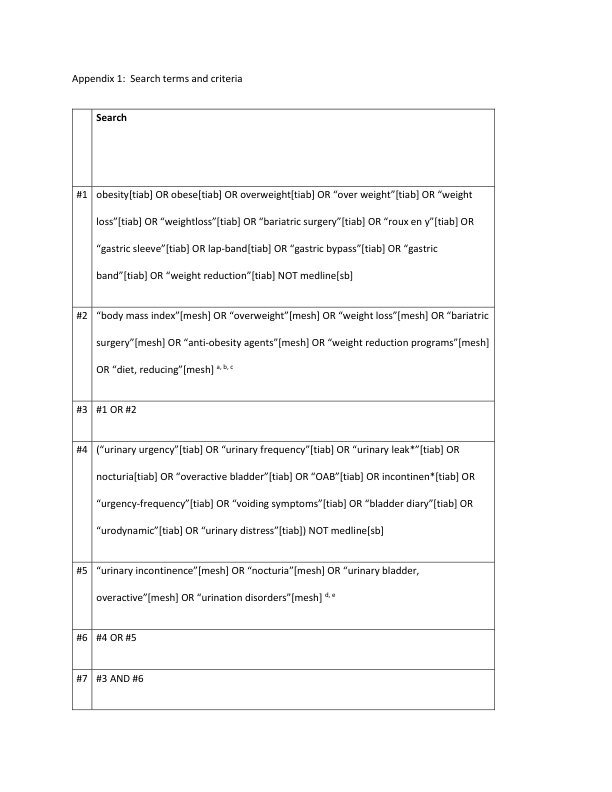 Appendix 1:  Search terms and criteria
Search
#1 obesity[tiab] OR obese[tiab] OR overweight[tiab] OR “over weight”[tiab] OR “weight
loss”[tiab] OR “weightloss”[tiab] OR “bariatric surgery”[tiab] OR “roux en y”[tiab] OR
“gastric sleeve”[tiab] OR lap-band[tiab] OR “gastric bypass”[tiab] OR “gastric
band”[tiab] OR “weight reduction”[tiab] NOT medline[sb]
#2 “body mass index”[mesh] OR “overweight”[mesh] OR “weight loss”[mesh] OR “bariatric
surgery”[mesh] OR “anti-obesity agents”[mesh] OR “weight reduction programs”[mesh]
OR “diet, reducing”[mesh] a, b, c
#3 #1 OR #2
#4 (“urinary urgency”[tiab] OR “urinary frequency”[tiab] OR “urinary leak*”[tiab] OR
nocturia[tiab] OR “overactive bladder”[tiab] OR “OAB”[tiab] OR incontinen*[tiab] OR
“urgency-frequency”[tiab] OR “voiding symptoms”[tiab] OR “bladder diary”[tiab] OR
“urodynamic”[tiab] OR “urinary distress”[tiab]) NOT medline[sb]
#5 “urinary incontinence”[mesh] OR “nocturia”[mesh] OR “urinary bladder,
overactive”[mesh] OR “urination disorders”[mesh] d, e
#6 #4 OR #5
#7 #3 AND #6